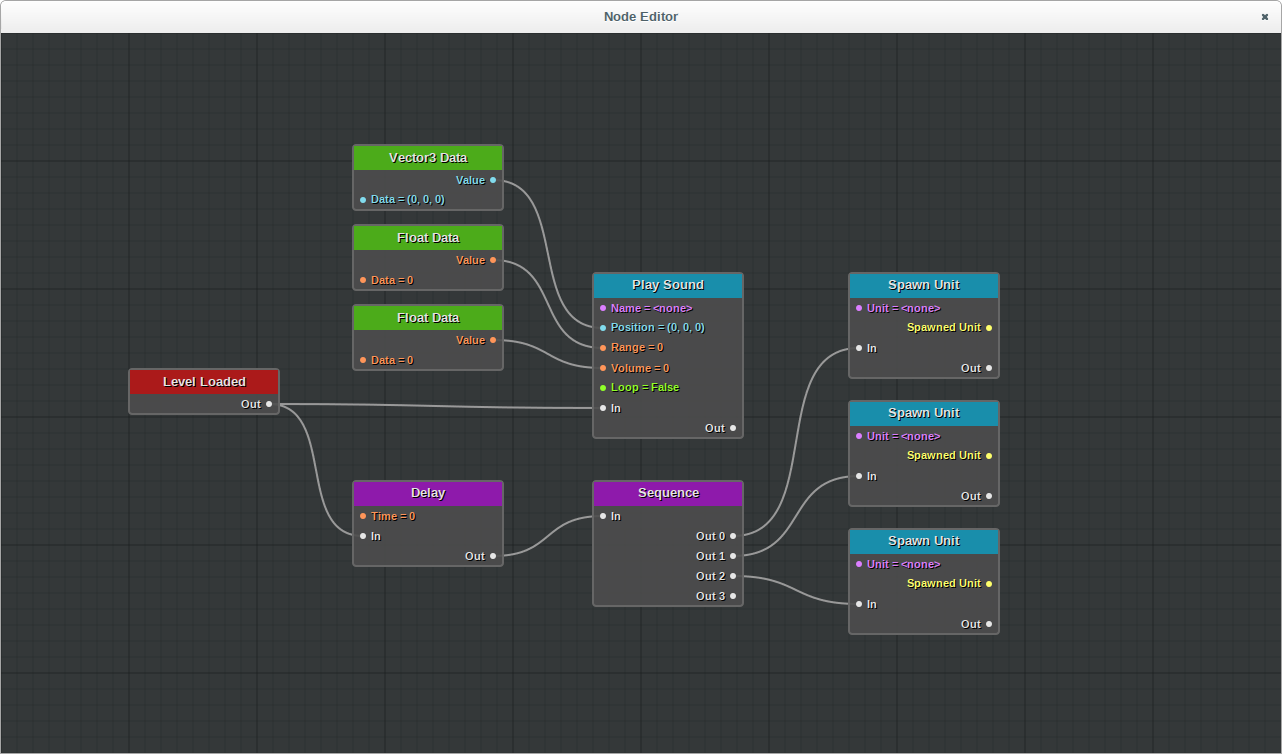 Node Editor
Vector3 Data
Value
Data = (0, 0, 0)
Float Data
Value
Data = 0
Float Data
Value
Data = 0
Level Loaded
Out
Delay
Time = 0
In
Out
Play Sound
Name = <none>
Position = (0, 0, 0)
Range = 0
Volume = 0
Loop = False
In
Out
Sequence
In
Out 0
Out 1
Out 2
Out 3
Spawn Unit
Unit = <none>
Spawned Unit
In
Out
Spawn Unit
Unit = <none>
Spawned Unit
In
Out
Spawn Unit
Unit = <none>
Spawned Unit
In
Out